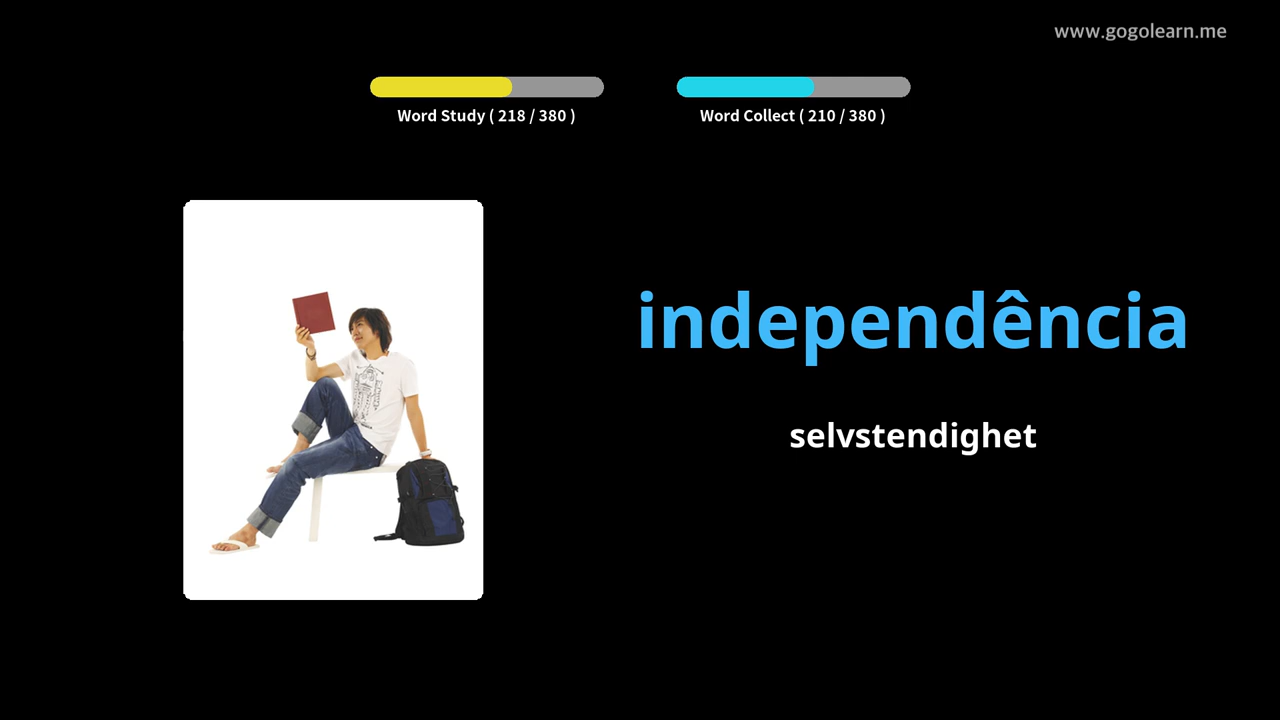 www.gogolearn.me
Word Study ( 218 / 380 )
Word Collect ( 210 / 380 )
independência
selvstendighet